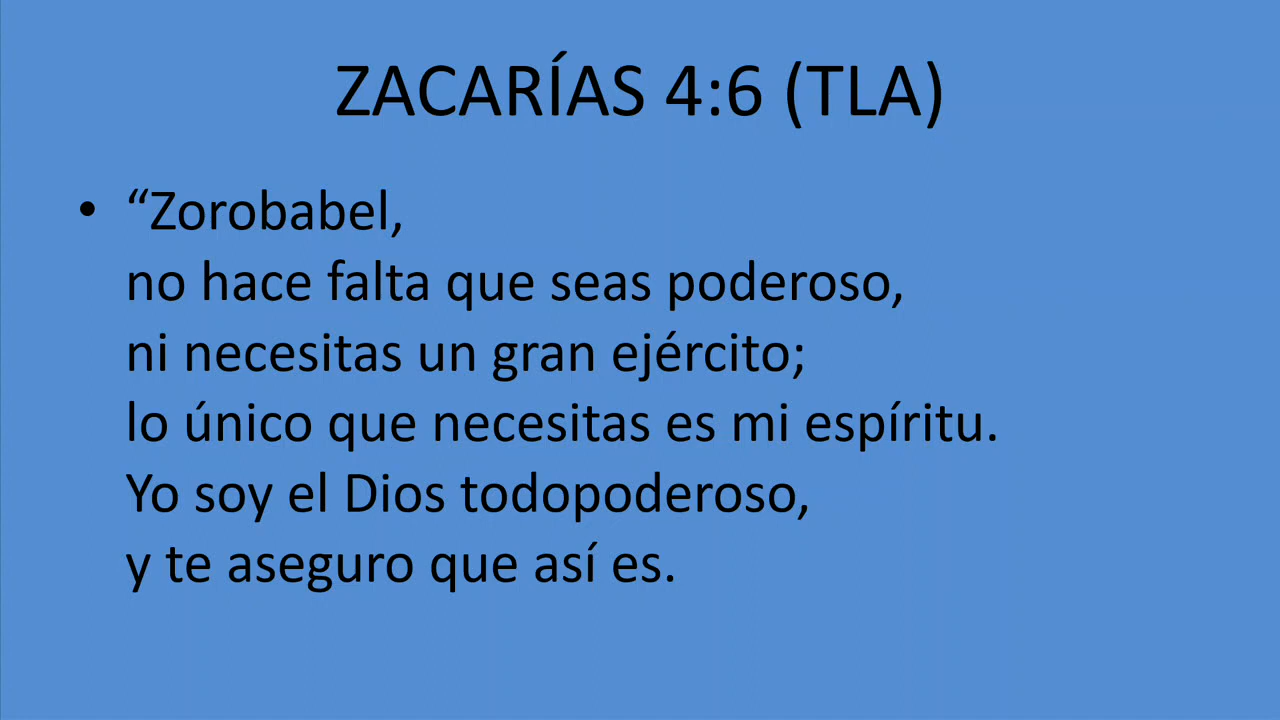 ZACARÍAS 4:6 (TLA)
• “Zorobabel,
no hace falta que seas poderoso,
ni necesitas un gran ejército;
lo único que necesitas es mi espíritu.
Yo soy el Dios todopoderoso,
y te aseguro que así es.